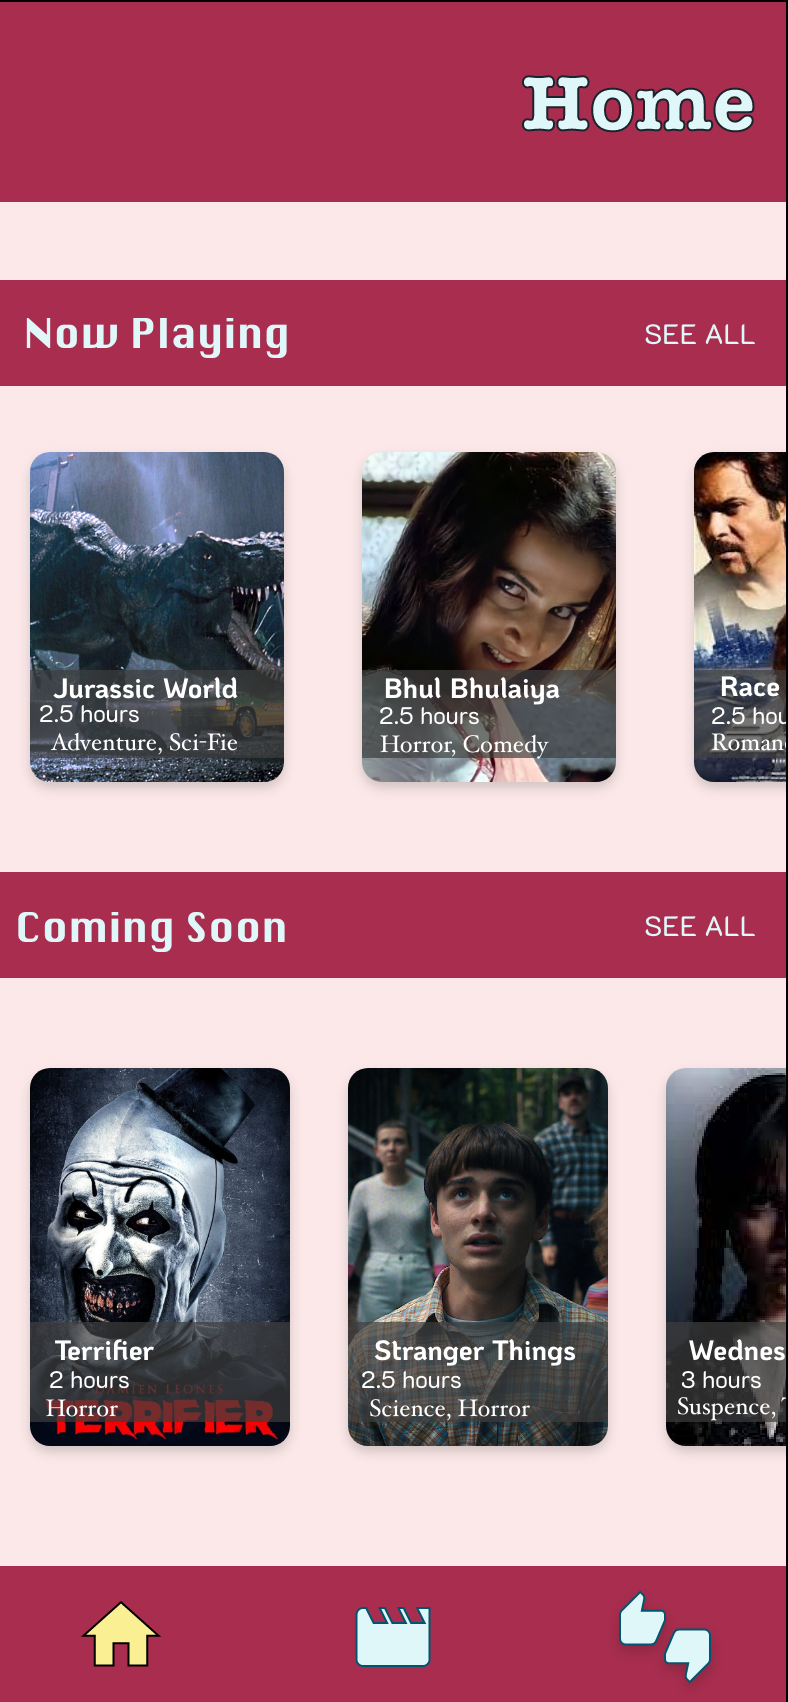 Home
Now Playing SEE ALL
Jurassic World
2.5 hours
Adventure, Sci-Fie
Bhul Bhulaiya
2.5 hours
Horror, Comedy
Race
2.5 hou
Roman
Coming Soon SEE ALL
Terrifier
2 hours
DAMIEN LEONE'S
Horror
TERRIFIER
Stranger Things
2.5 hours
Science, Horror
Wednes
3 hours
Suspence,